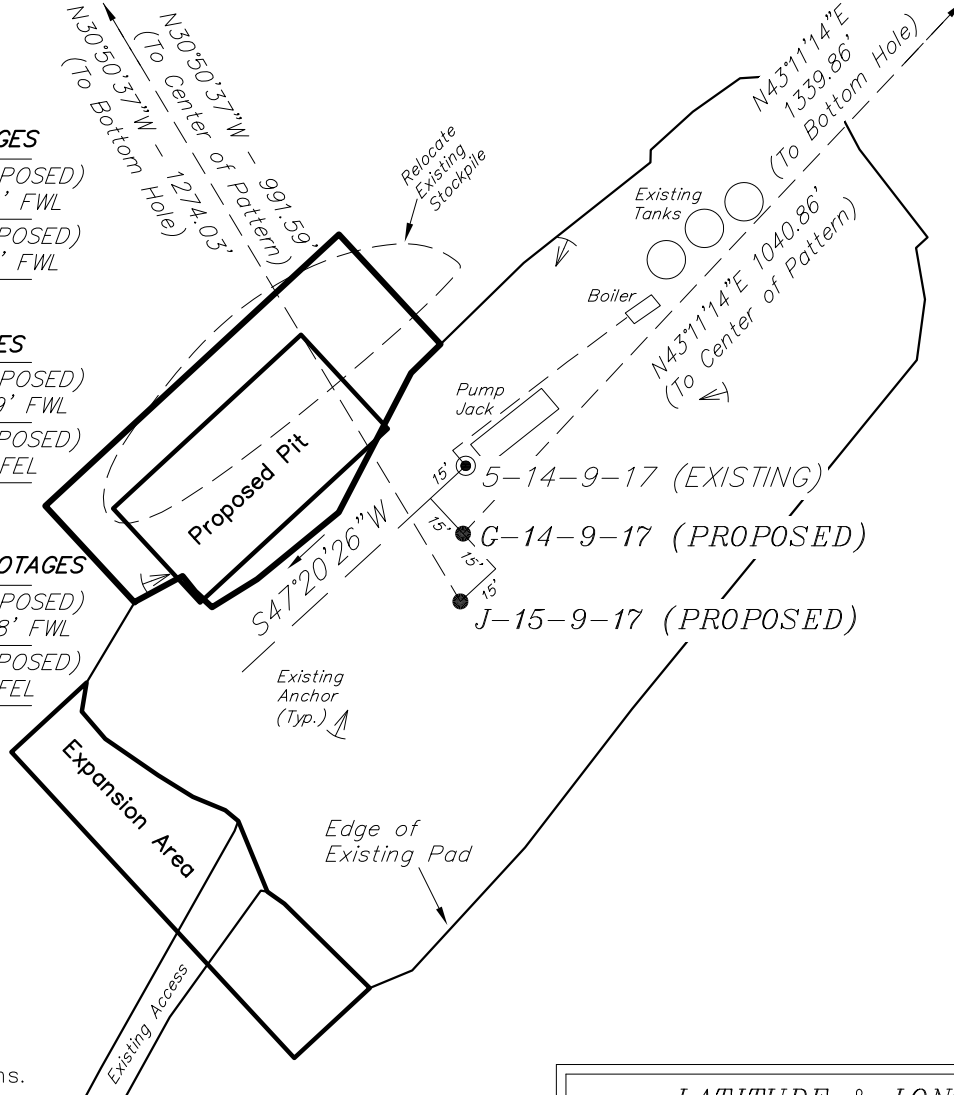 N30°50'37"W - 1274.03'
(To Bottom Hole)
N30°50'37"W - 991.59'
(To Center of Pattern)
N43°11'14"E
1339.86'
(To Bottom Hole)
POSED)
' FWL
POSED)
' FWL
Relocate
Existing
Stockpile
Existing
Tanks
Boiler
N43°11'14"E 1040.86'
(To Center of Pattern)
ES
POSED)
9' FWL
POSED)
FEL
Pump
Jack
Proposed Pit
15'
5-14-9-17 (EXISTING)
15'
G-14-9-17 (PROPOSED)
15'
15'
J-15-9-17 (PROPOSED)
S47°20'26"W
OTAGES
POSED)
8' FWL
POSED)
FEL
Existing
Anchor
(Typ.)
Expansion Area
Edge of
Existing Pad
Existing Access
ns.
LATITUDE & LON